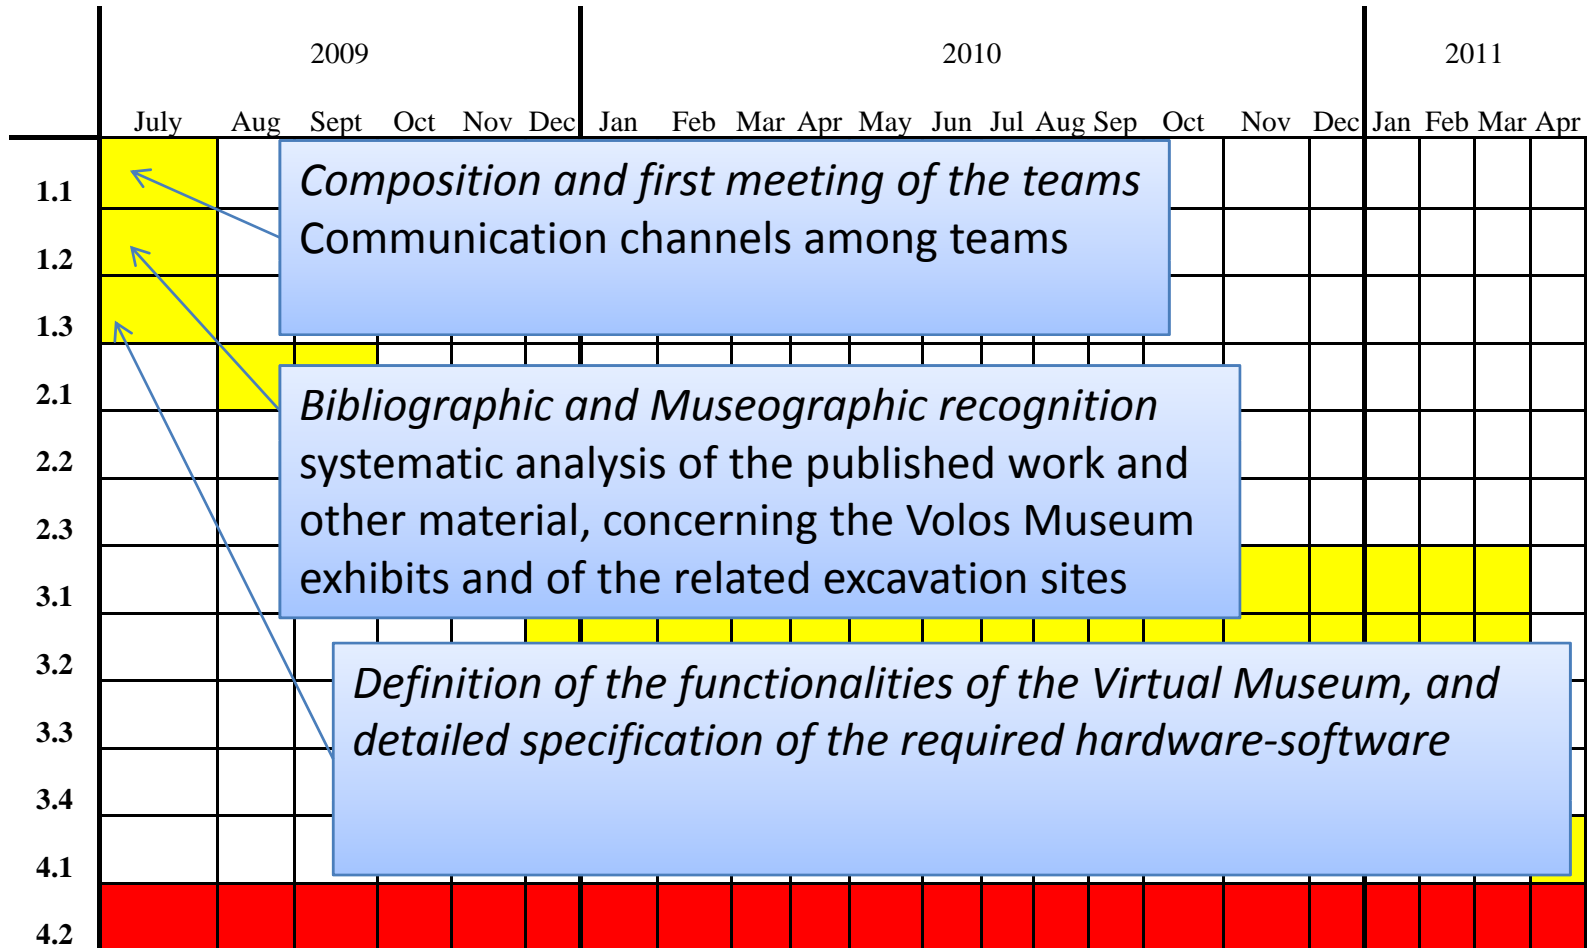 2009 2010 2011
July Aug Sept Oct Nov Dec Jan Feb Mar Apr May Jun Jul Aug Sep Oct Nov Dec Jan Feb Mar Apr
1.1
Composition and first meeting of the teams
Communication channels among teams
1.2
1.3
2.1
Bibliographic and Museographic recognition
systematic analysis of the published work and
other material, concerning the Volos Museum
exhibits and of the related excavation sites
2.2
2.3
3.1
3.2
Definition of the functionalities of the Virtual Museum, and
detailed specification of the required hardware-software
3.3
3.4
4.1
4.2